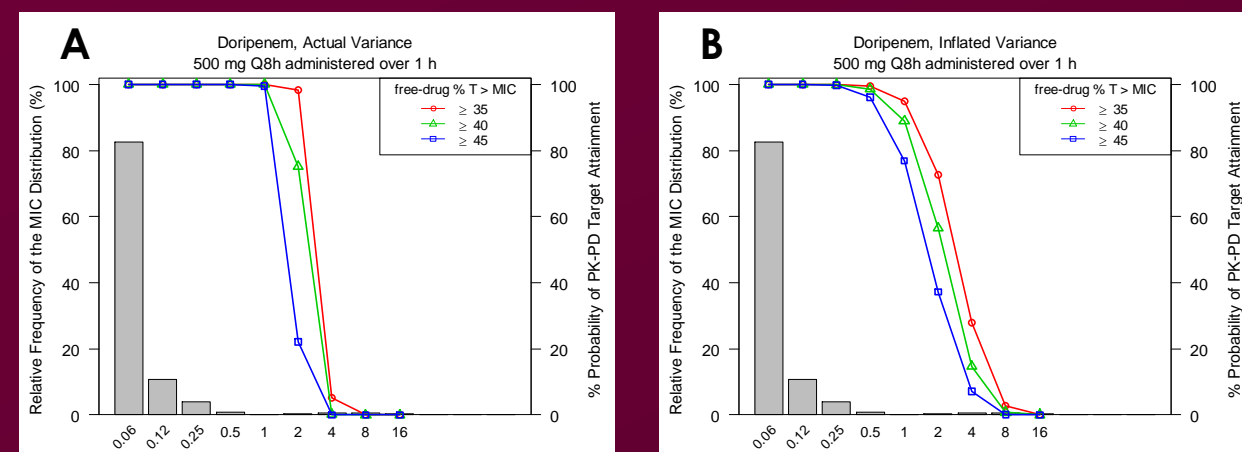 A
Doripenem, Actual Variance
500 mg Q8h administered over 1 h
Relative Frequency of the MIC Distribution (%)
100
80
60
40
20
0
free-drug % T > MIC
≥ 35
≥ 40
≥ 45
100
80
60
40
20
0
% Probability of PK-PD Target Attainment
0.06 0.12 0.25 0.5 1 2 4 8 16
B
Doripenem, Inflated Variance
500 mg Q8h administered over 1 h
Relative Frequency of the MIC Distribution (%)
100
80
60
40
20
0
free-drug % T > MIC
≥ 35
≥ 40
≥ 45
100
80
60
40
20
0
% Probability of PK-PD Target Attainment
0.06 0.12 0.25 0.5 1 2 4 8 16